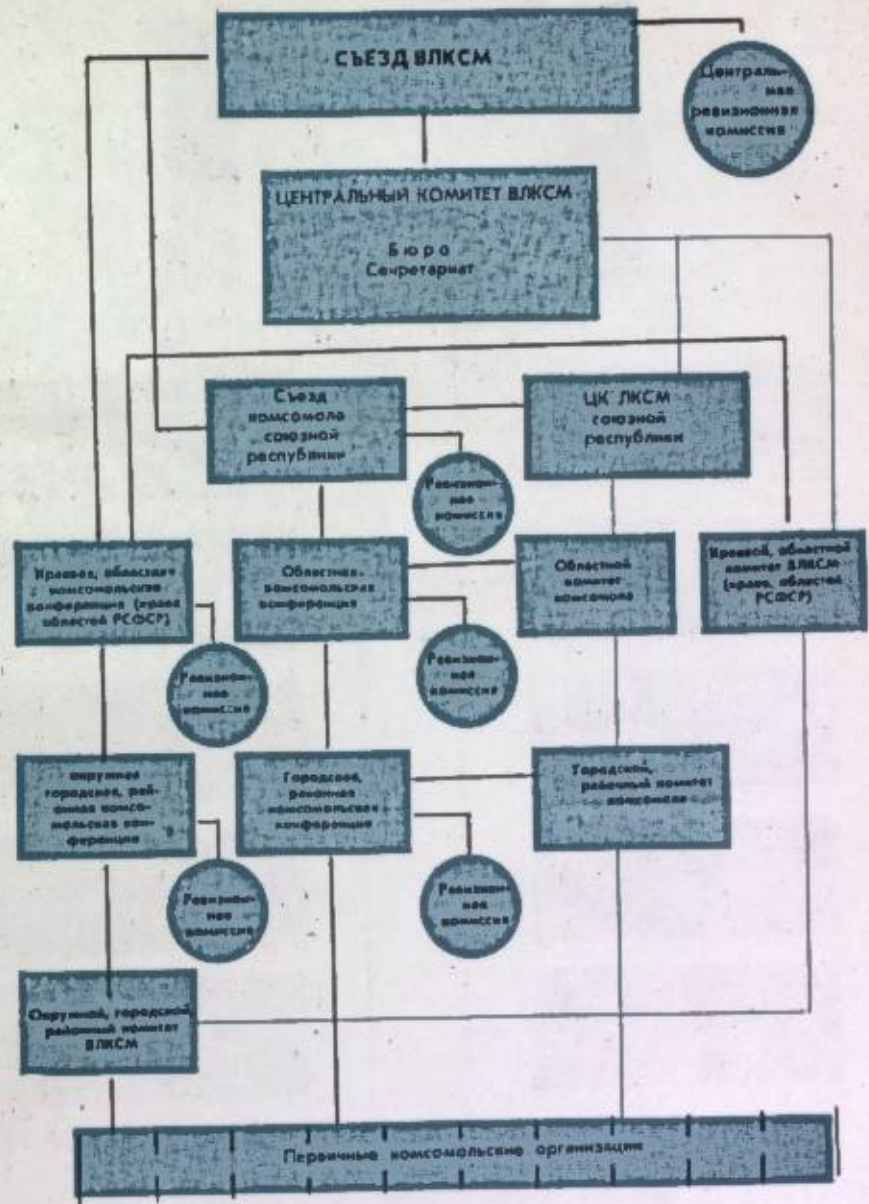 СЪЕЗД ВЛКСМ
Централь-
ная
ревизионная
комиссия
ЦЕНТРАЛЬНЫЙ КОМИТЕТ ВЛКСМ
Бюро
Секретариат
Съезд
комсомола
союзной
республики
ЦК ЛКСМ
союзной
республики
Ревизион-
ная
комиссия
Краевая, областная
комсомольская
конференция (краев
областей РСФСР)
Областная
комсомольская
конференция
Областной
комитет
комсомола
Краевой, областной
комитет ВЛКСМ
(краев, областей
РСФСР)
Ревизион-
ная
комиссия
Ревизион-
ная
комиссия
окружная
городская, рай-
онная комсо-
мольская кон-
ференция
Городская,
районная
комсомольская
конференция
Городской,
районный комитет
комсомола
Ревизион-
ная
комиссия
Ревизион-
ная
комиссия
Окружной, городской
районный комитет
ВЛКСМ
Первичные комсомольские организации